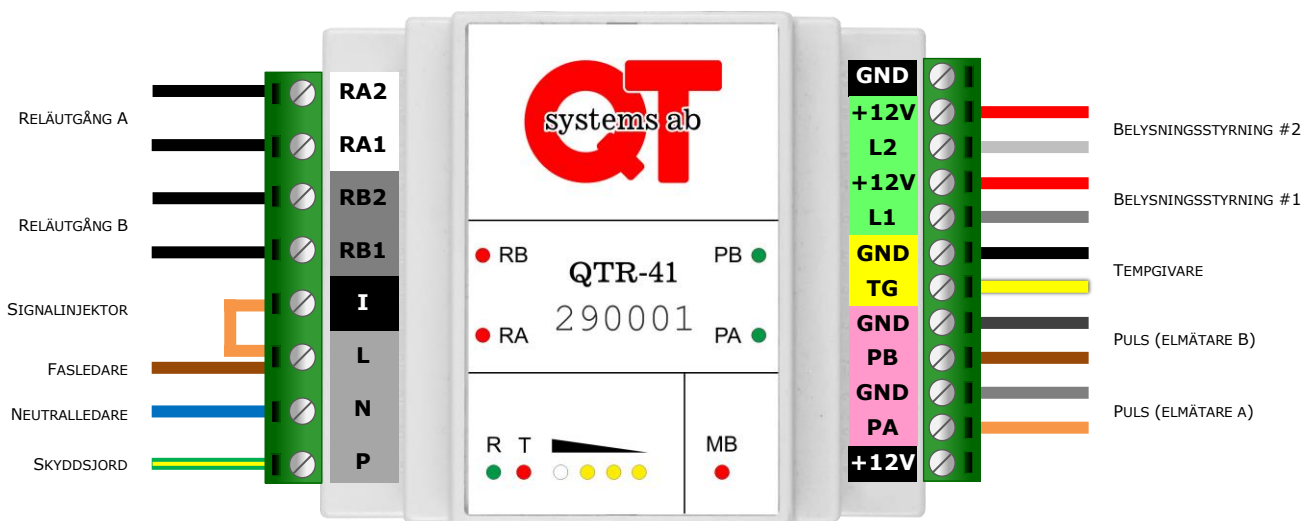 RELÄUTGÅNG A
RELÄUTGÅNG B
SIGNALINJEKTOR
FASLEDARE
NEUTRALLEDARE
SKYDDSJORD
RA2
RA1
RB2
RB1
I
L
N
P
QT
systems ab
RB
PB
QTR-41
290001
RA
PA
R T
MB
GND
+12V
L2
+12V
L1
GND
TG
GND
PB
GND
PA
+12V
BELYSNINGSSTYRNING #2
BELYSNINGSSTYRNING #1
TEMPGIVARE
PULS (ELMÄTARE B)
PULS (ELMÄTARE A)